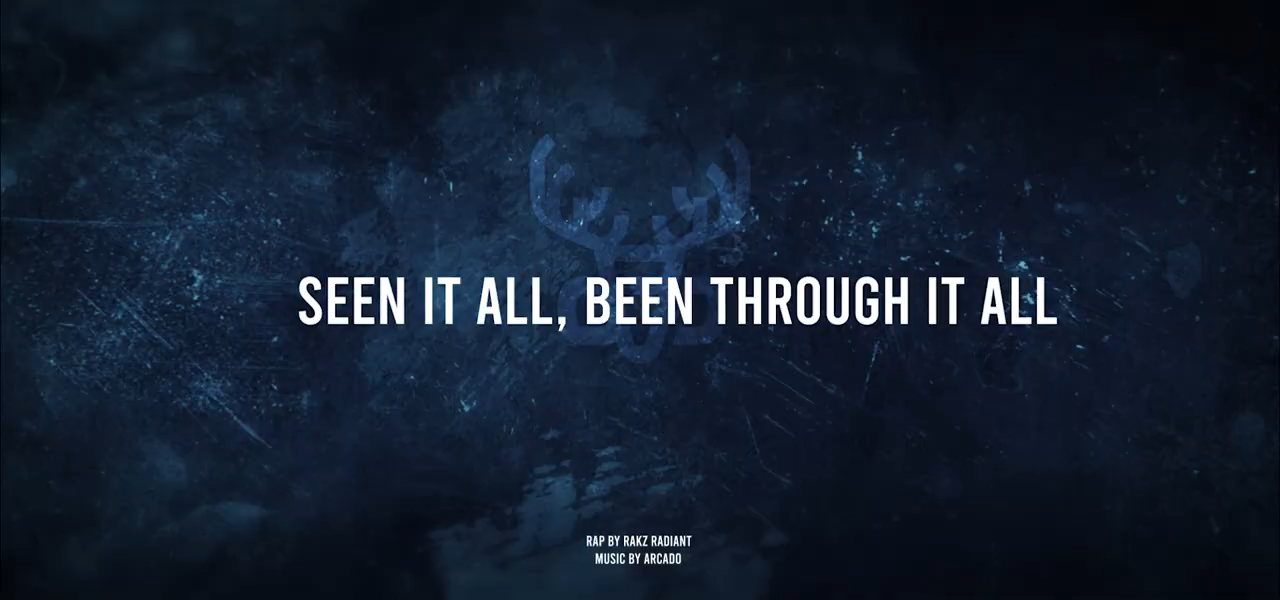 SEEN IT ALL, BEEN THROUGH IT ALL
RAP BY RAKZ RADIANT
MUSIC BY ARCADO